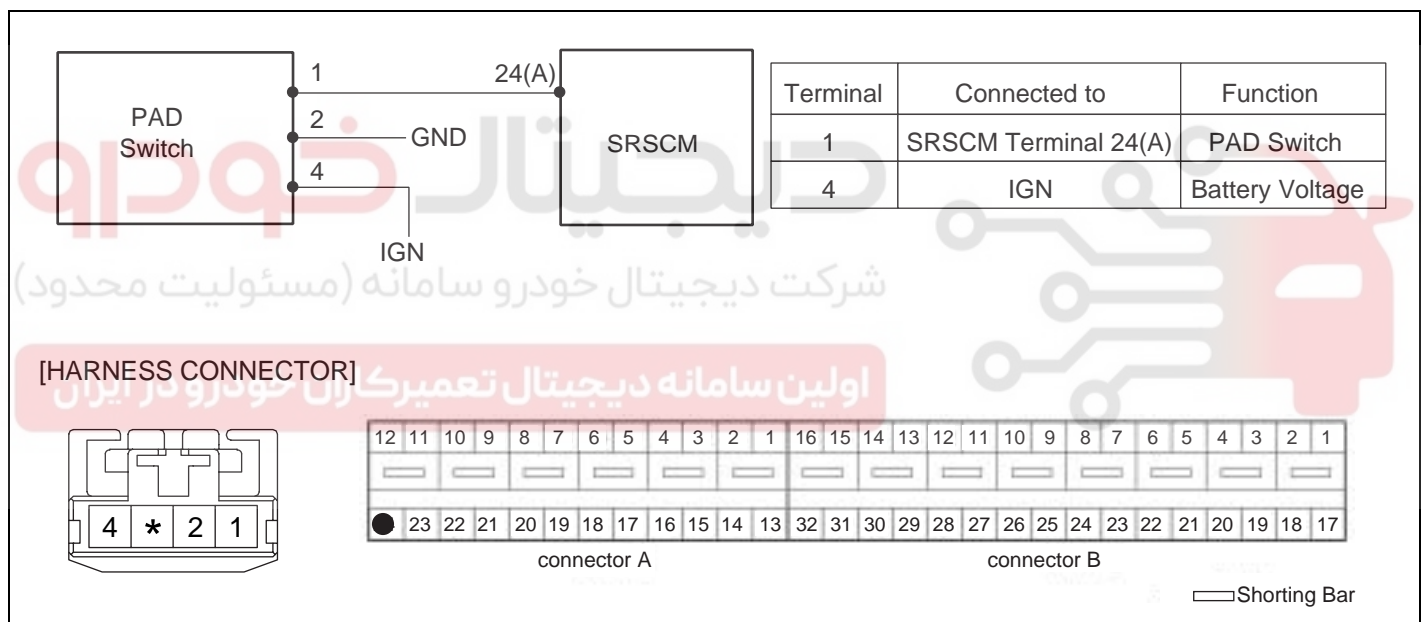 PAD
Switch
1
2
4
24(A)
GND
IGN
SRSCM
Terminal Connected to Function
1 SRSCM Terminal 24(A) PAD Switch
4 IGN Battery Voltage
دیجیتال خودرو
شرکت دیجیتال خودرو سامانه (مسئولیت محدود)
[HARNESS CONNECTOR]
اولین سامانه دیجیتال تعمیرکاران خودرو در ایران
4 * 2 1
12 11 10 9 8 7 6 5 4 3 2 1 16 15 14 13 12 11 10 9 8 7 6 5 4 3 2 1
23 22 21 20 19 18 17 16 15 14 13 32 31 30 29 28 27 26 25 24 23 22 21 20 19 18 17
connector A connector B
Shorting Bar